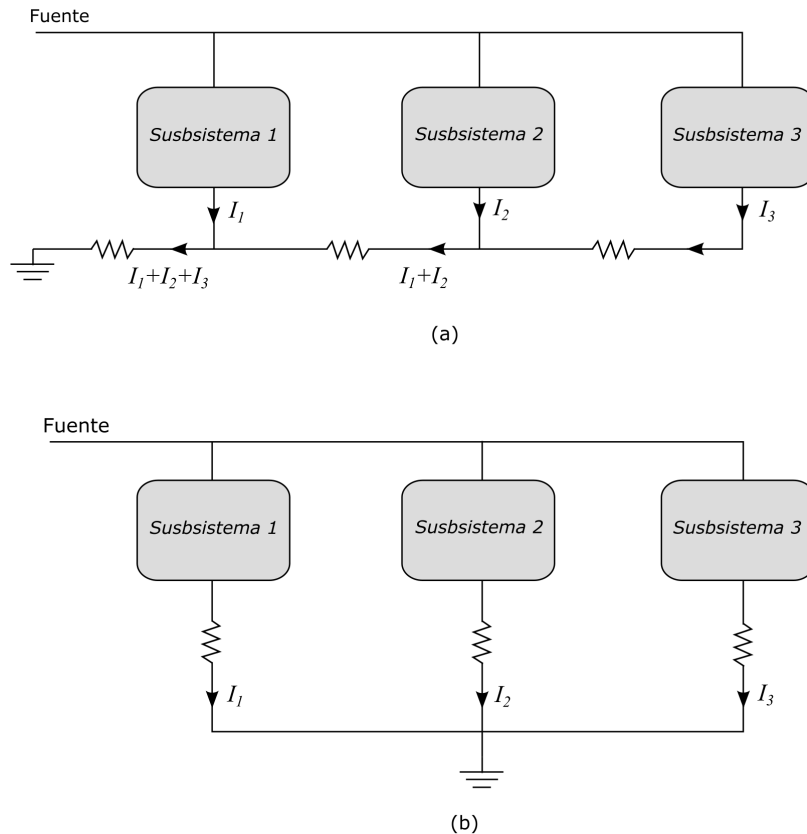 Fuente
Susbsistema 1
Susbsistema 2
Susbsistema 3
I1
I2
I3
I1+I2+I3
I1+I2
(a)
Fuente
Susbsistema 1
Susbsistema 2
Susbsistema 3
I1
I2
I3
(b)